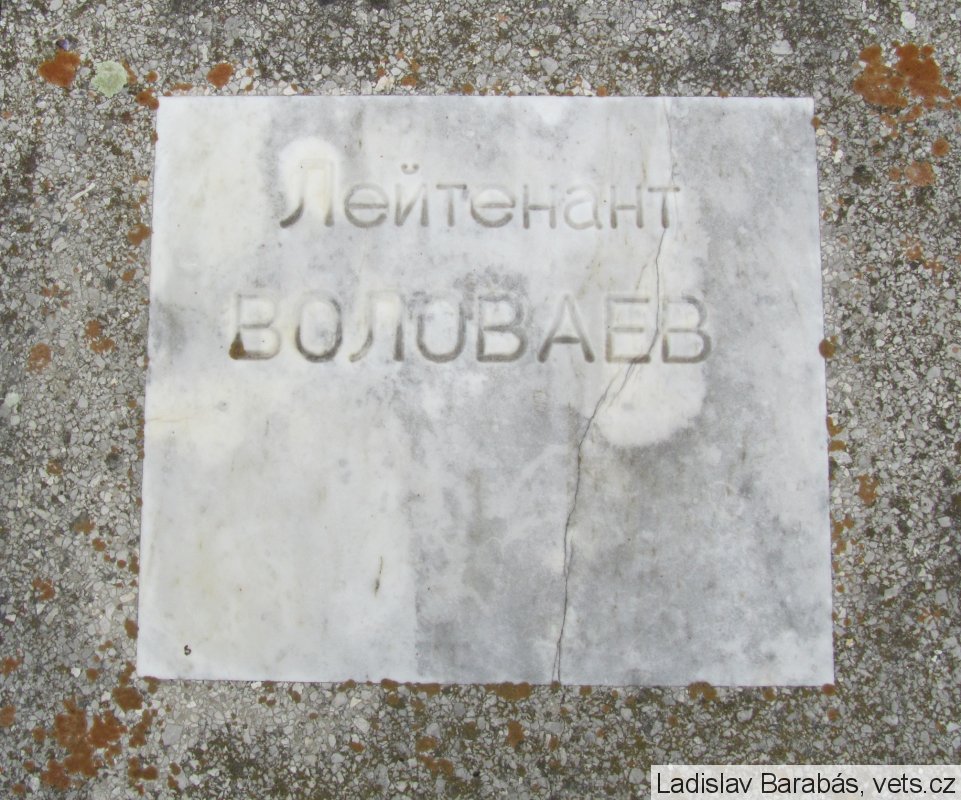 Лейтенант
ВОЛОВАЕВ
Ladislav Barabás, vets.cz